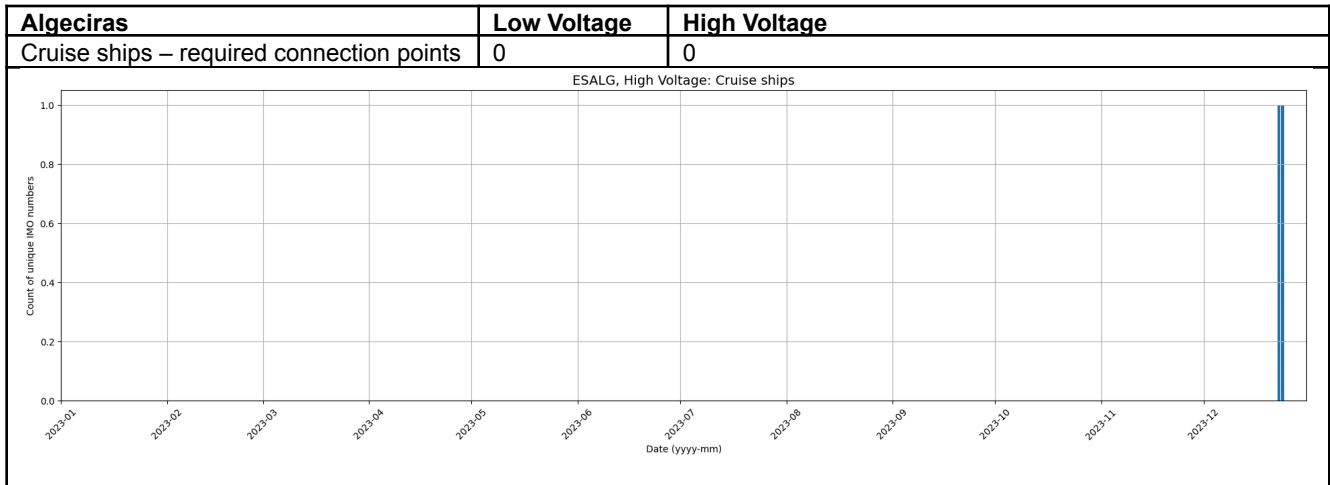 Algeciras Low Voltage High Voltage
Cruise ships – required connection points 0 0
ESALG, High Voltage: Cruise ships
Count of unique IMO numbers
1.0
0.8
0.6
0.4
0.2
0.0
2023-01 2023-02 2023-03 2023-04 2023-05 2023-06 2023-07 2023-08 2023-09 2023-10 2023-11 2023-12
Date (yyyy-mm)